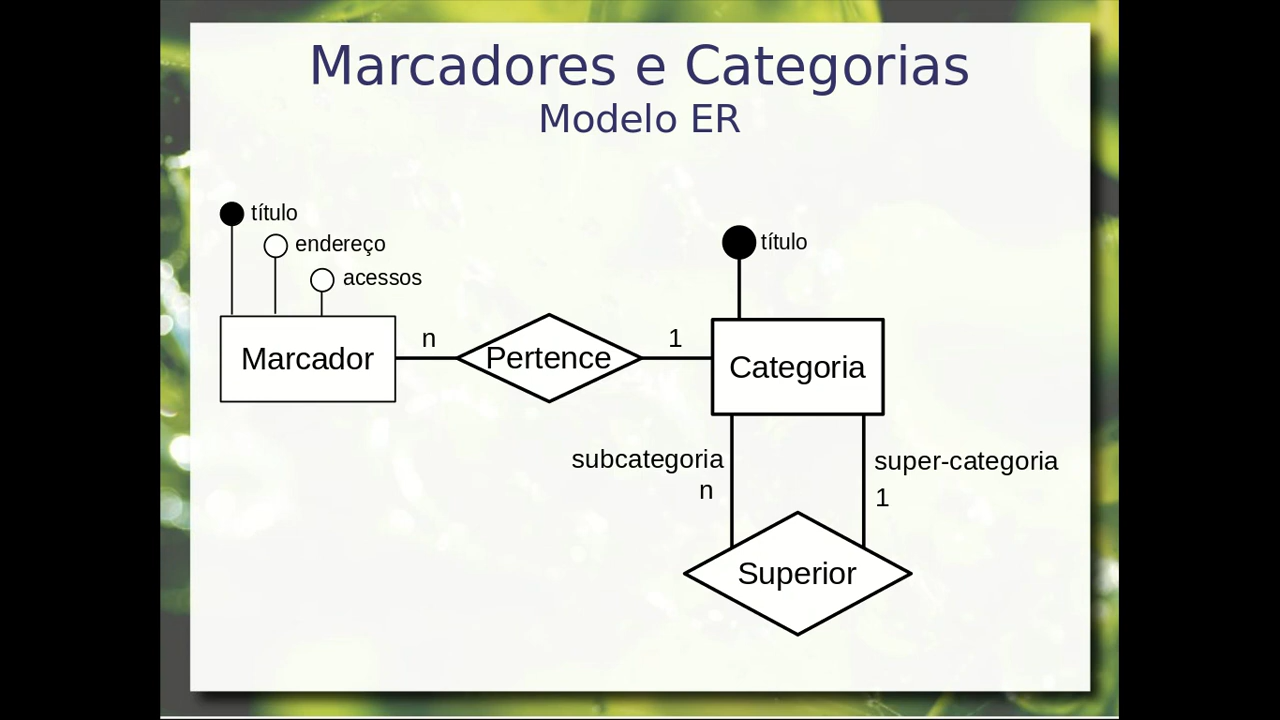 Marcadores e Categorias
Modelo ER
título
endereço
acessos
título
Marcador
n
Pertence
1
Categoria
subcategoria
n
super-categoria
1
Superior